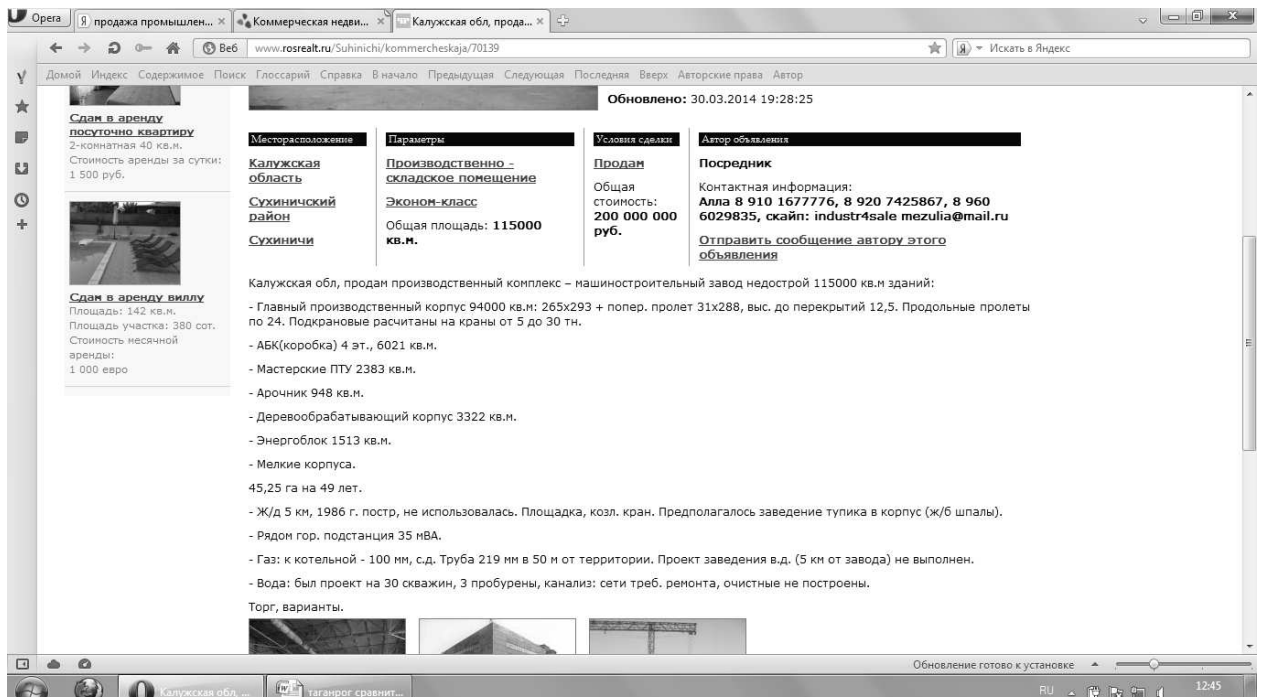 Opera
продажа промышлен...
Коммерческая недви...
Калужская обл, прода...
Веб
www.rosrealt.ru/Suhinichi/kommercheskaja/70139
Искать в Яндекс
Домой Индекс Содержимое Поиск Глоссарий Справка В начало Предыдущая Следующая Последняя Вверх Авторские права Автор
Сдам в аренду
посуточно квартиру
2-комнатная 40 кв.м.
Стоимость аренды за сутки:
1 500 руб.
Сдам в аренду виллу
Площадь: 142 кв.м.
Площадь участка: 380 сот.
Стоимость месячной
аренды:
1 000 евро
Обновлено: 30.03.2014 19:28:25
Месторасположение
Калужская
область
Сухиничский
район
Сухиничи
Параметры
Производственно -
складское помещение
Эконом-класс
Общая площадь: 115000
кв.м.
Условия сделки
Продам
Общая
стоимость:
200 000 000
руб.
Автор объявления
Посредник
Контактная информация:
Алла 8 910 1677776, 8 920 7425867, 8 960
6029835, скайп: industr4sale mezulia@mail.ru
Отправить сообщение автору этого
объявления
Калужская обл, продам производственный комплекс – машиностроительный завод недострой 115000 кв.м зданий:
- Главный производственный корпус 94000 кв.м: 265х293 + попер. пролет 31х288, выс. до перекрытий 12,5. Продольные пролеты
по 24. Подкрановые расчитаны на краны от 5 до 30 тн.
- АБК(коробка) 4 эт., 6021 кв.м.
- Мастерские ПТУ 2383 кв.м.
- Арочник 948 кв.м.
- Деревообрабатывающий корпус 3322 кв.м.
- Энергоблок 1513 кв.м.
- Мелкие корпуса.
45,25 га на 49 лет.
- Ж/д 5 км, 1986 г. постр, не использовалась. Площадка, козл. кран. Предполагалось заведение тупика в корпус (ж/б шпалы).
- Рядом гор. подстанция 35 мВА.
- Газ: к котельной - 100 мм, с.д. Труба 219 мм в 50 м от территории. Проект заведения в.д. (5 км от завода) не выполнен.
- Вода: был проект на 30 скважин, 3 пробурены, канализ: сети треб. ремонта, очистные не построены.
Торг, варианты.
Обновление готово к установке
Калужская обл, ...
таганрог сравнит...
RU
12:45